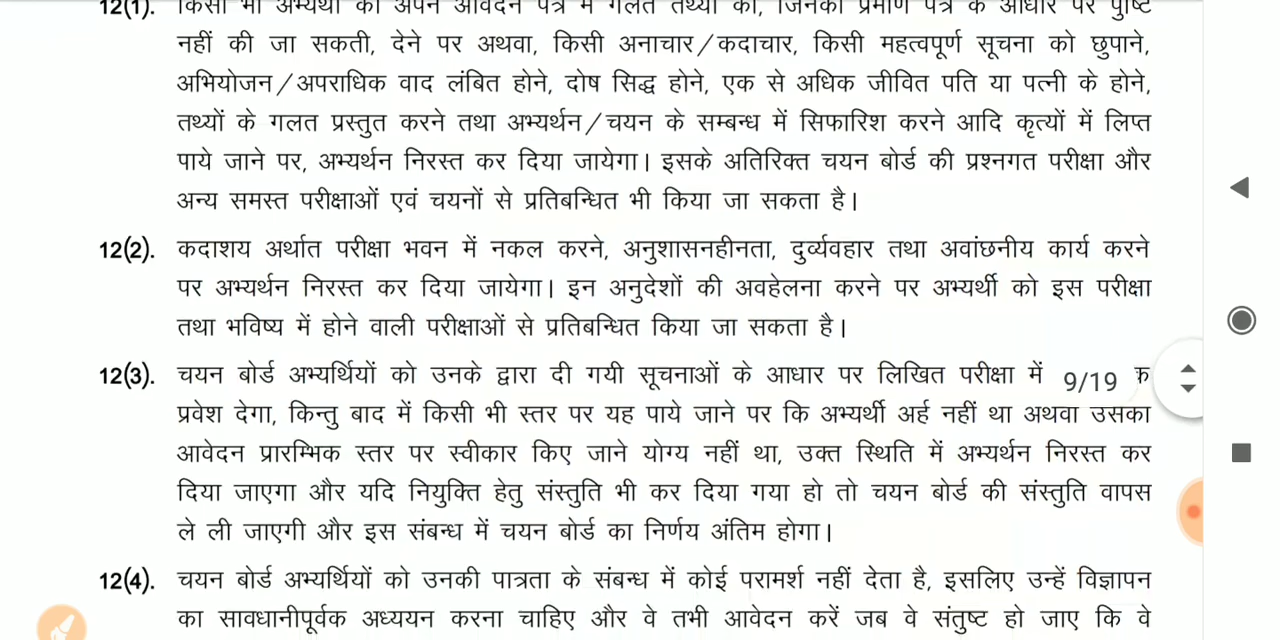 12(1). किसी भी अभ्यर्थी को अपने आवेदन पत्र में गलत तथ्यों को, जिनकी प्रमाण पत्र के आधार पर पुष्टि
नहीं की जा सकती, देने पर अथवा, किसी अनाचार/कदाचार, किसी महत्वपूर्ण सूचना को छुपाने,
अभियोजन/अपराधिक वाद लंबित होने, दोष सिद्ध होने, एक से अधिक जीवित पति या पत्नी के होने,
तथ्यों के गलत प्रस्तुत करने तथा अभ्यर्थन/चयन के सम्बन्ध में सिफारिश करने आदि कृत्यों में लिप्त
पाये जाने पर, अभ्यर्थन निरस्त कर दिया जायेगा। इसके अतिरिक्त चयन बोर्ड की प्रश्नगत परीक्षा और
अन्य समस्त परीक्षाओं एवं चयनों से प्रतिबन्धित भी किया जा सकता है।
12(2). कदाशय अर्थात परीक्षा भवन में नकल करने, अनुशासनहीनता, दुर्व्यवहार तथा अवांछनीय कार्य करने
पर अभ्यर्थन निरस्त कर दिया जायेगा। इन अनुदेशों की अवहेलना करने पर अभ्यर्थी को इस परीक्षा
तथा भविष्य में होने वाली परीक्षाओं से प्रतिबन्धित किया जा सकता है।
12(3). चयन बोर्ड अभ्यर्थियों को उनके द्वारा दी गयी सूचनाओं के आधार पर लिखित परीक्षा में 9/19 क
प्रवेश देगा, किन्तु बाद में किसी भी स्तर पर यह पाये जाने पर कि अभ्यर्थी अर्ह नहीं था अथवा उसका
आवेदन प्रारम्भिक स्तर पर स्वीकार किए जाने योग्य नहीं था, उक्त स्थिति में अभ्यर्थन निरस्त कर
दिया जाएगा और यदि नियुक्ति हेतु संस्तुति भी कर दिया गया हो तो चयन बोर्ड की संस्तुति वापस
ले ली जाएगी और इस संबन्ध में चयन बोर्ड का निर्णय अंतिम होगा।
12(4). चयन बोर्ड अभ्यर्थियों को उनकी पात्रता के संबन्ध में कोई परामर्श नहीं देता है, इसलिए उन्हें विज्ञापन
का सावधानीपूर्वक अध्ययन करना चाहिए और वे तभी आवेदन करें जब वे संतुष्ट हो जाए कि वे